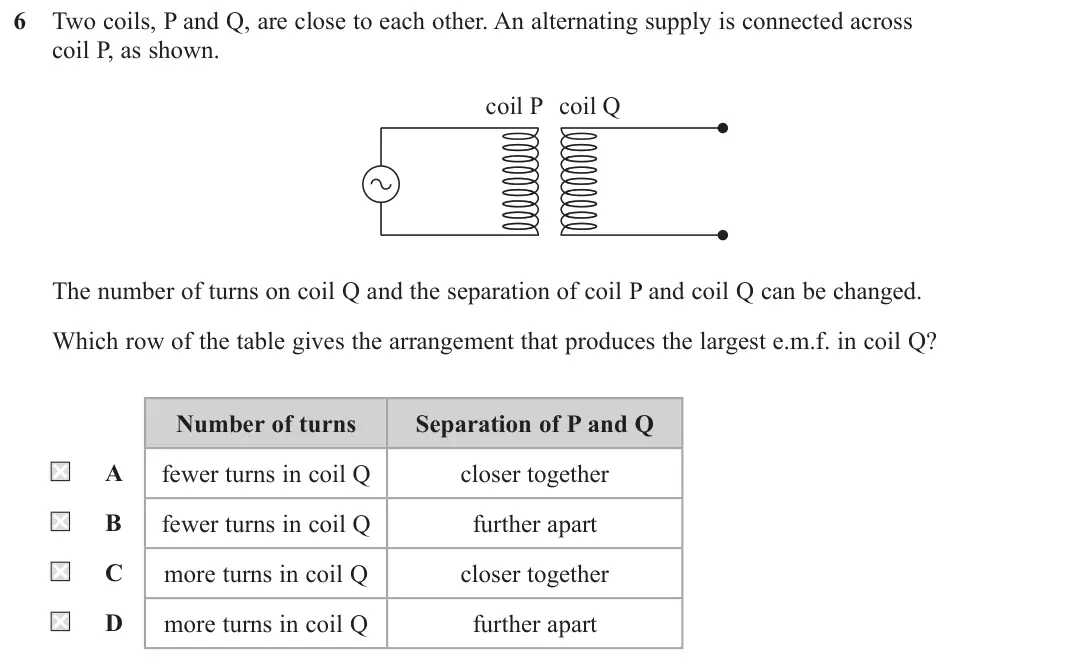 6 Two coils, P and Q, are close to each other. An alternating supply is connected across
coil P, as shown.
coil P coil Q
The number of turns on coil Q and the separation of coil P and coil Q can be changed.
Which row of the table gives the arrangement that produces the largest e.m.f. in coil Q?
Number of turns Separation of P and Q
A fewer turns in coil Q closer together
B fewer turns in coil Q further apart
C more turns in coil Q closer together
D more turns in coil Q further apart